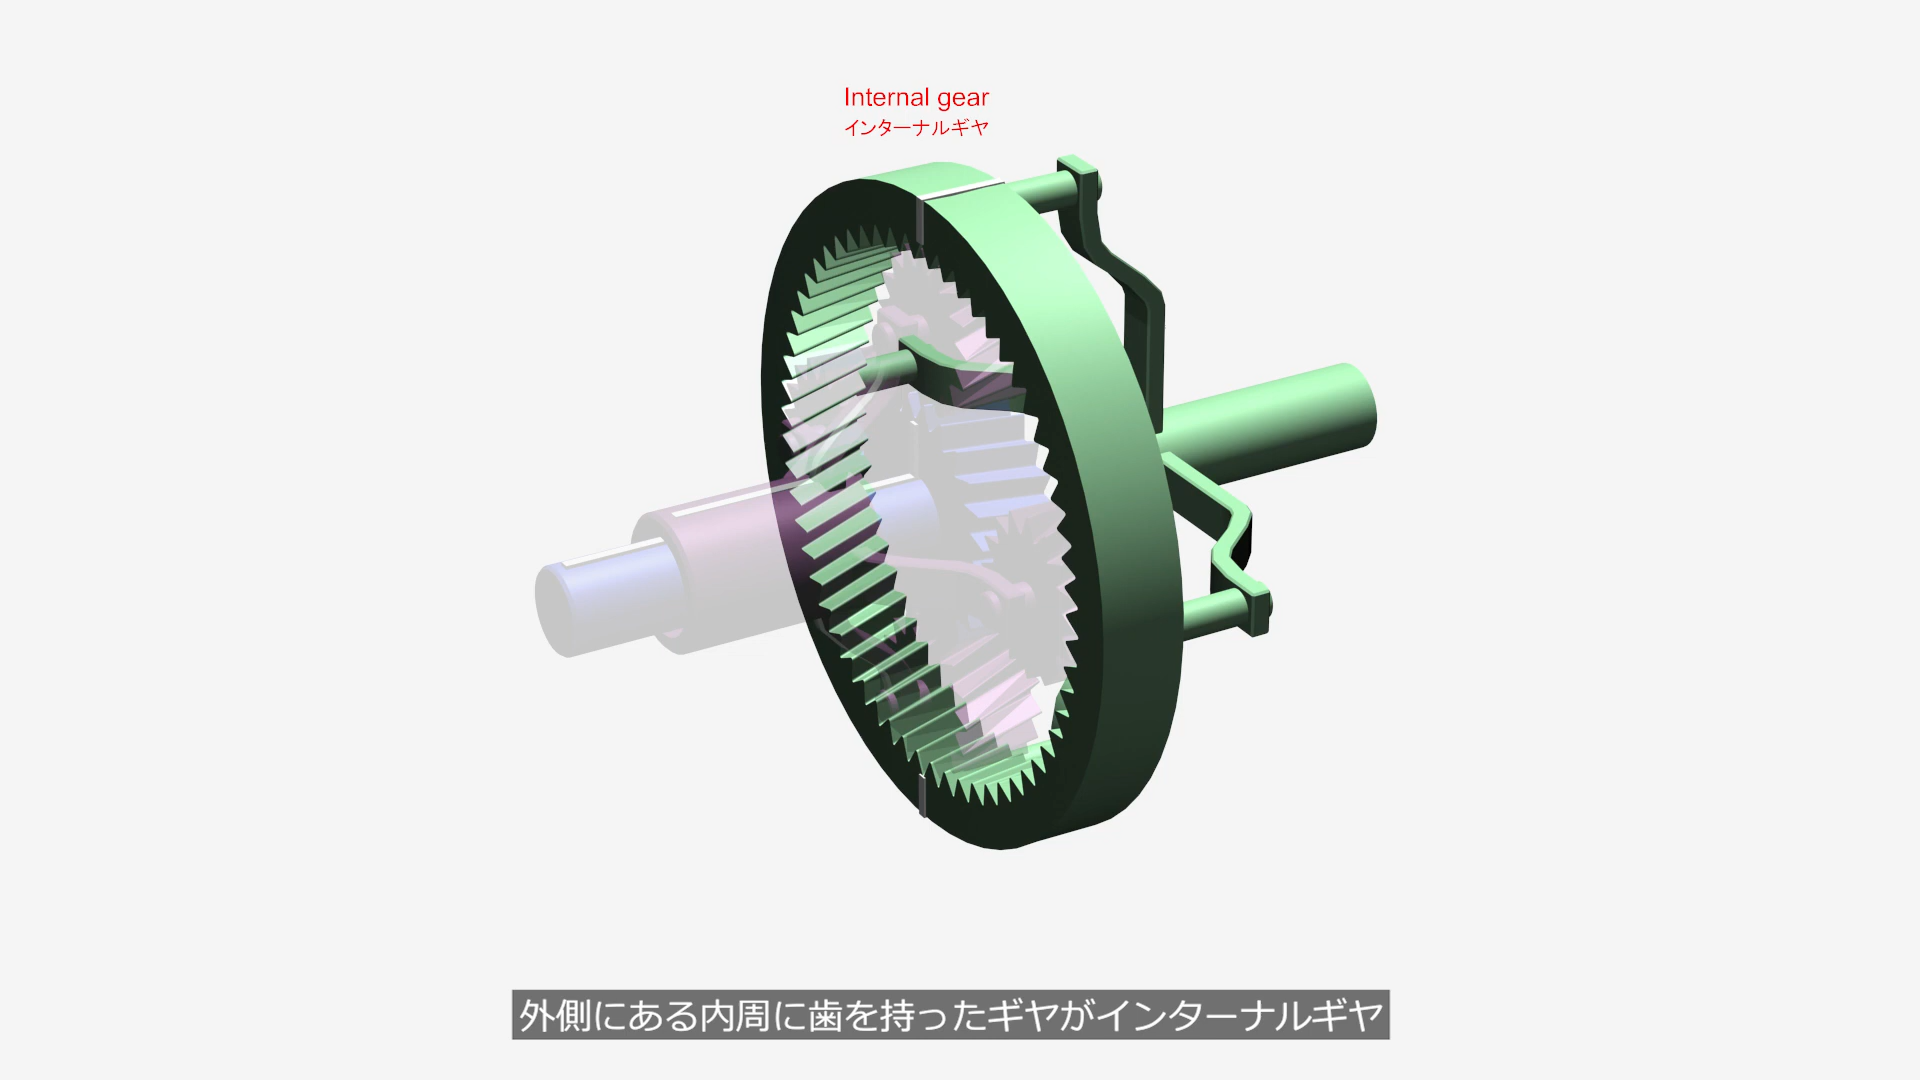 Internal gear
インターナルギヤ
外側にある内周に歯を持ったギヤがインターナルギヤ